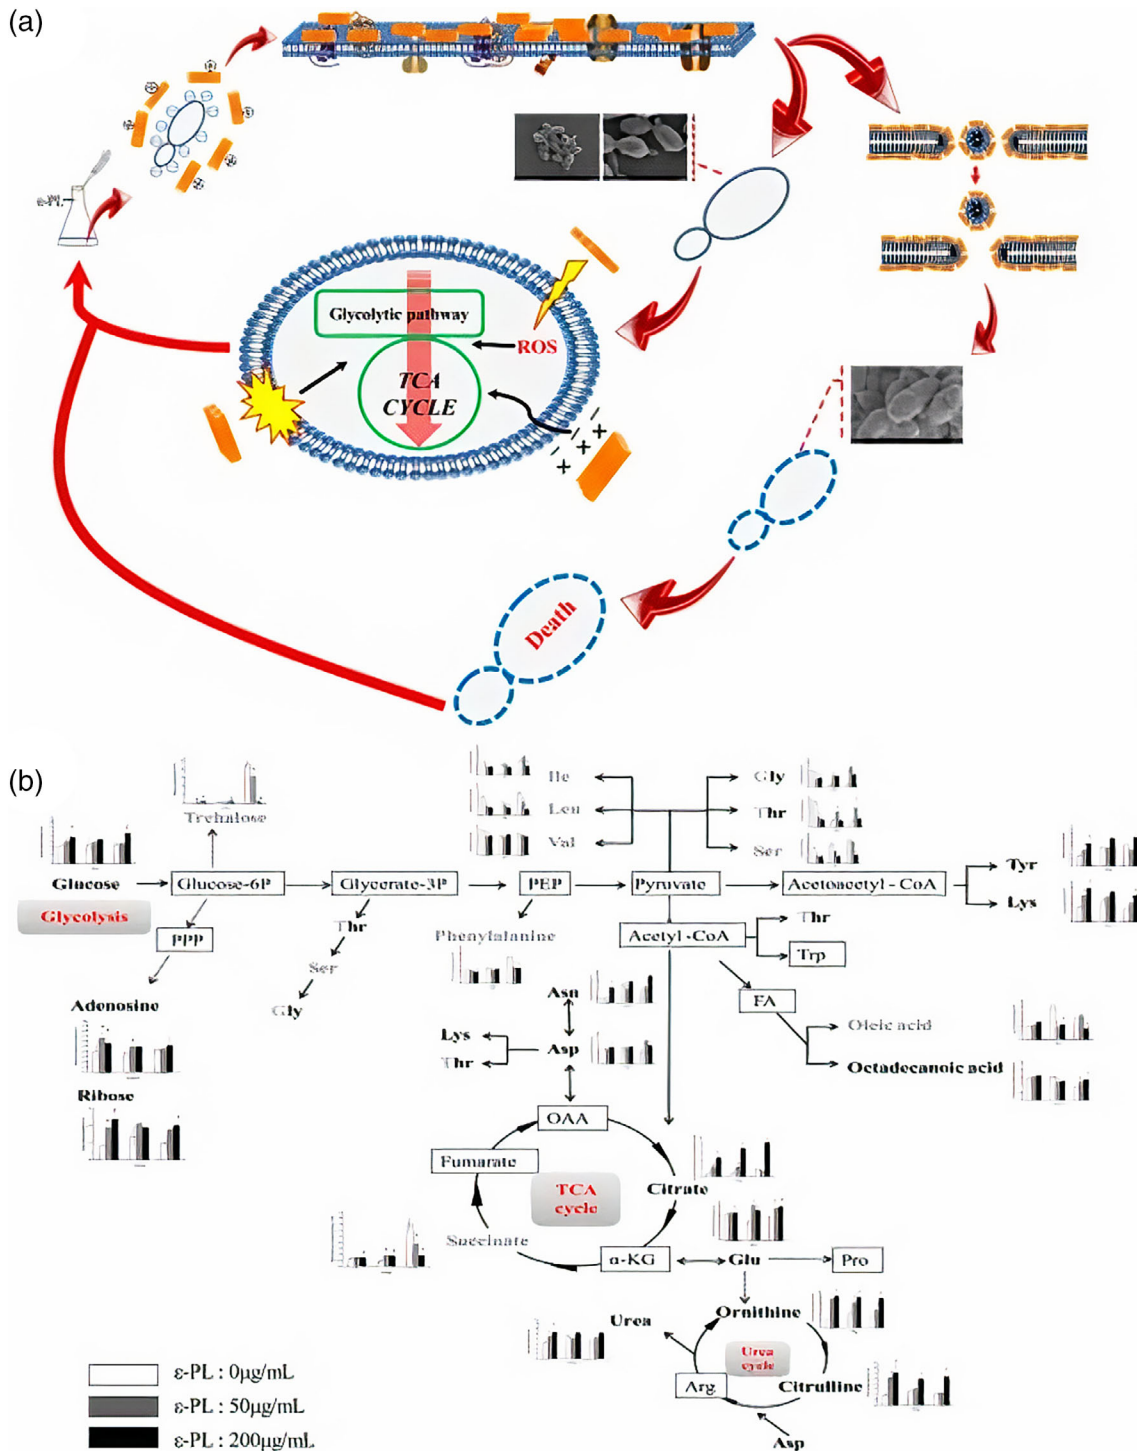 (a)
ε-PL
Glycolytic pathway
ROS
TCA
CYCLE
Death
(b)
Ile
Leu
Val
Gly
Thr
Ser
Trehalose
Glucose
Glucose-6P
Glycerate-3P
PEP
Pyruvate
Acetoacetyl-CoA
Tyr
Lys
Glycolysis
PPP
Thr
Ser
Gly
Phenylalanine
Acetyl-CoA
Thr
Trp
FA
Oleic acid
Octadecanoic acid
Adenosine
Ribose
Asn
Asp
Lys
Thr
OAA
Fumarate
TCA
cycle
Citrate
Succinate
α-KG
Glu
Pro
Urea
Ornithine
Urea
cycle
Arg
Citrulline
Asp
ε-PL : 0μg/mL
ε-PL : 50μg/mL
ε-PL : 200μg/mL